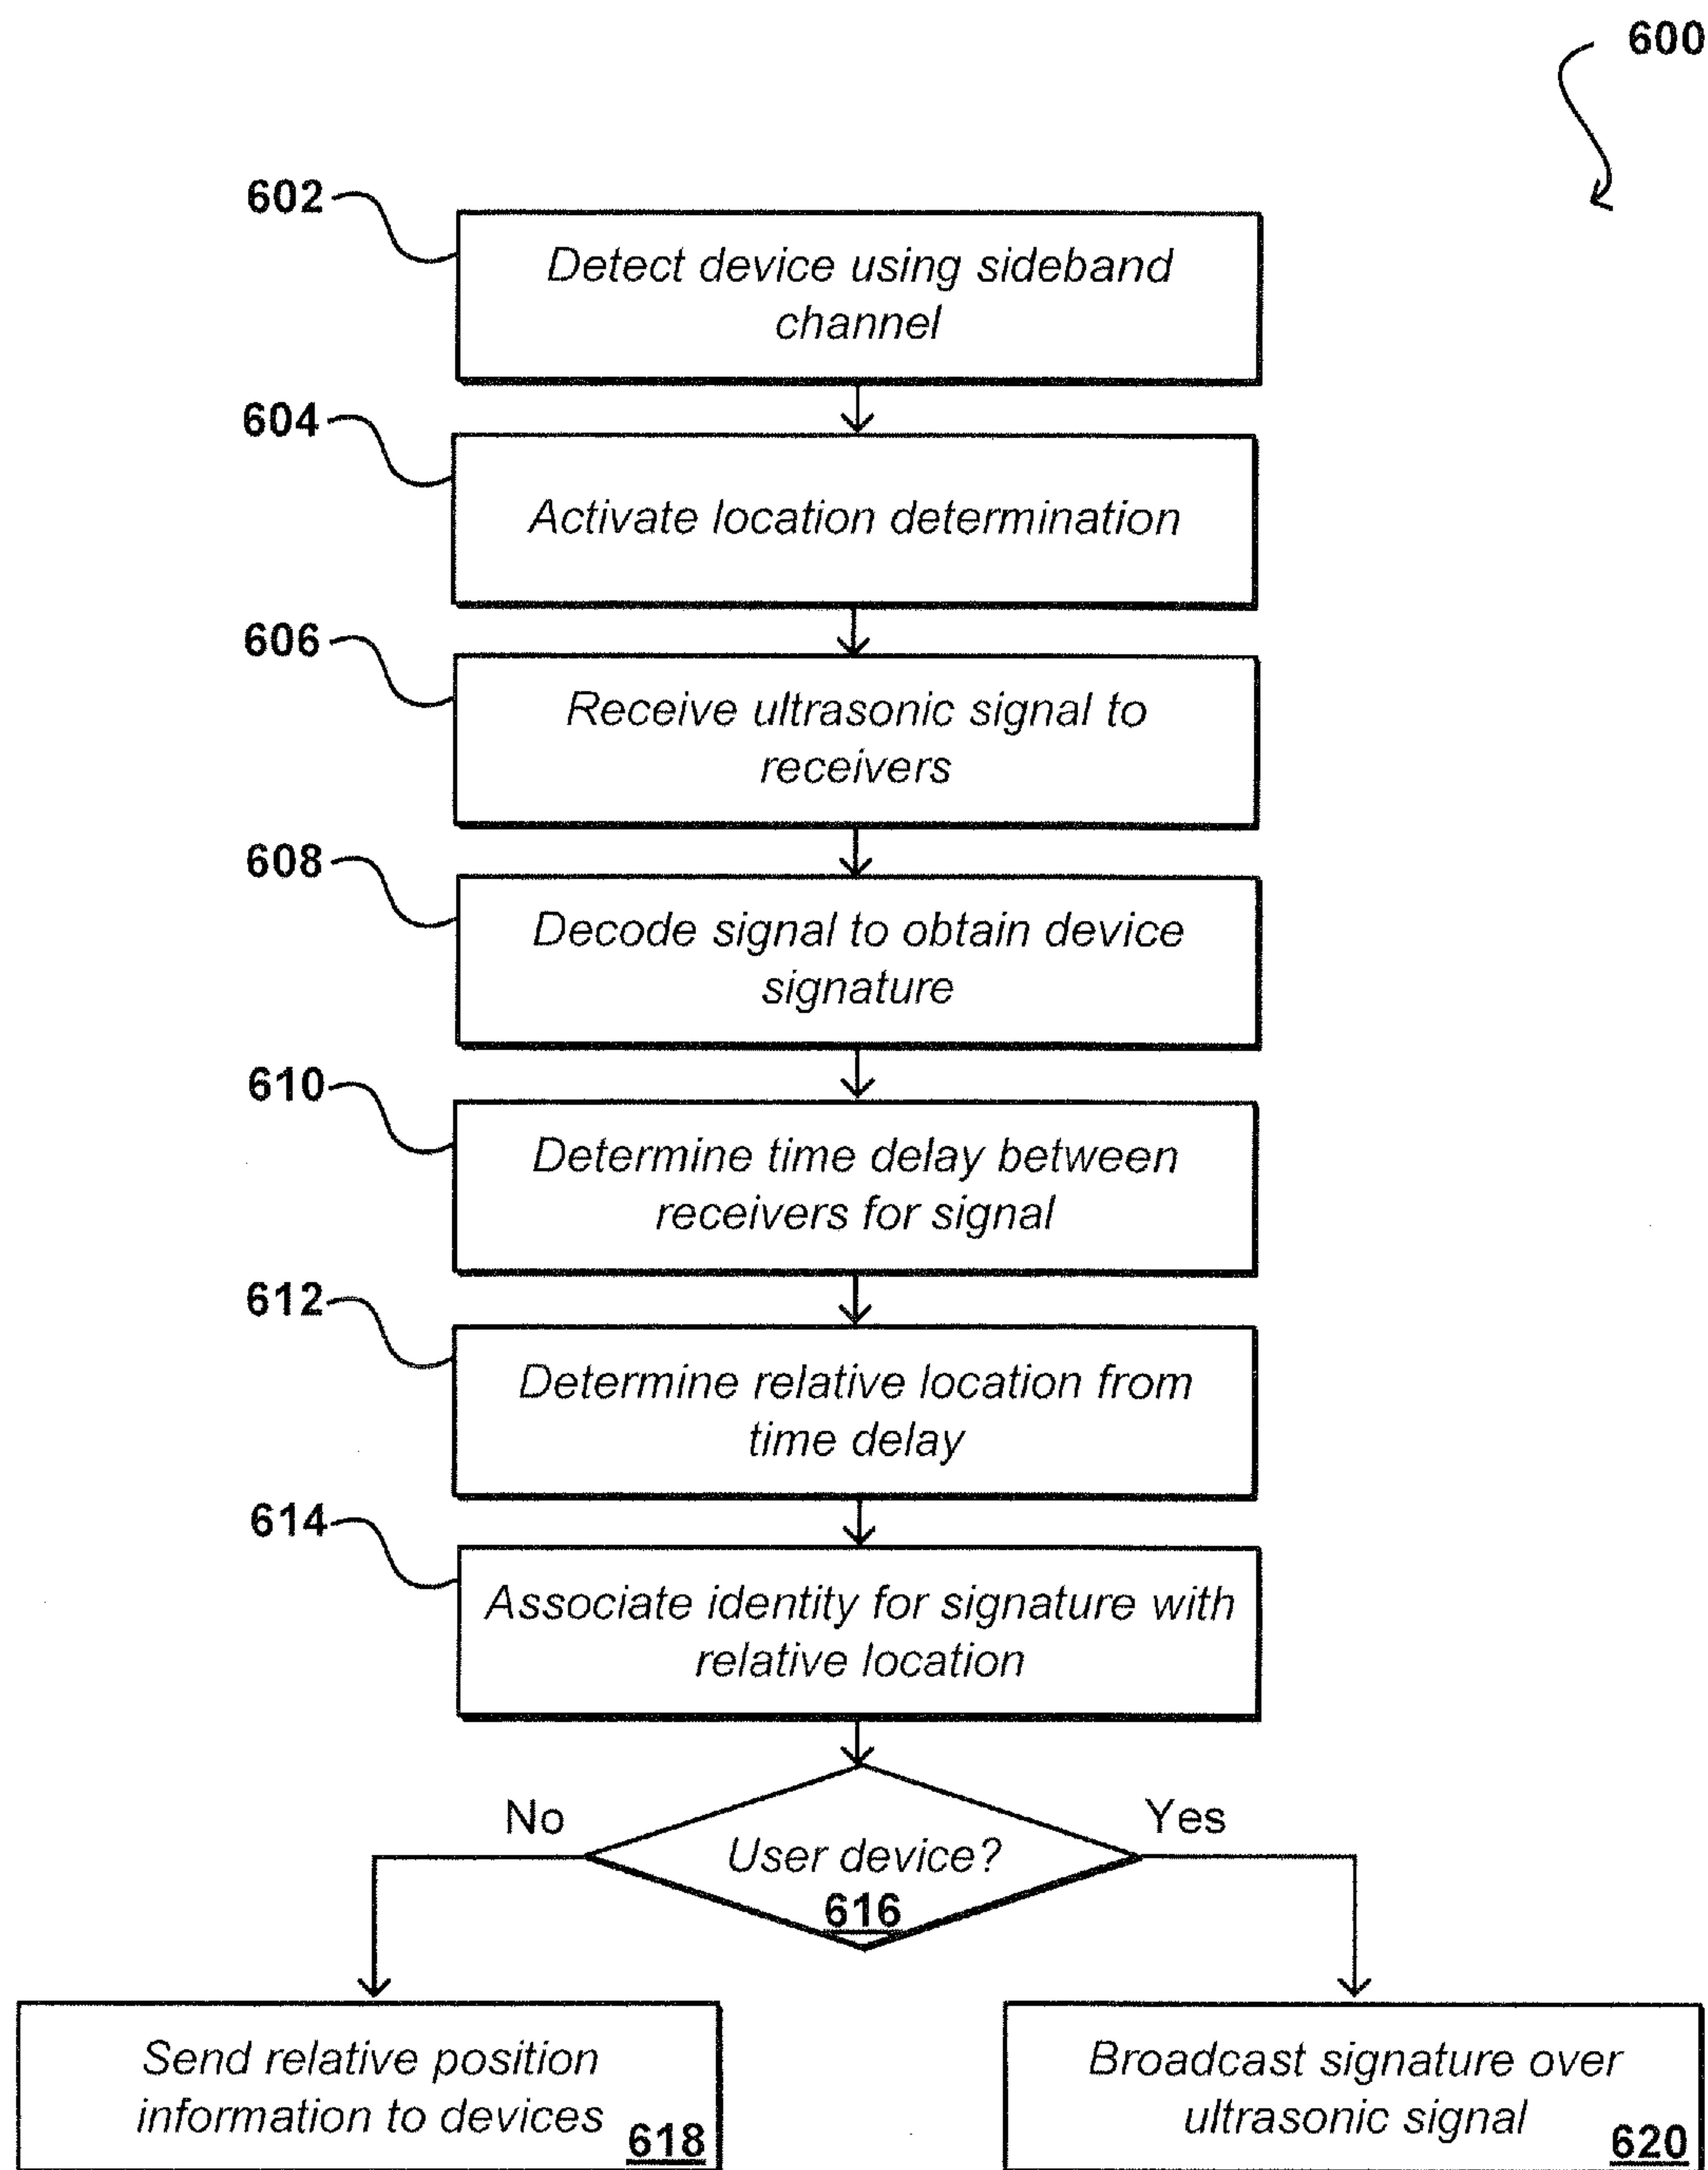 600
602
Detect device using sideband
channel
604
Activate location determination
606
Receive ultrasonic signal to
receivers
608
Decode signal to obtain device
signature
610
Determine time delay between
receivers for signal
612
Determine relative location from
time delay
614
Associate identity for signature with
relative location
No
Yes
User device?
616
Send relative position
information to devices
618
Broadcast signature over
ultrasonic signal
620